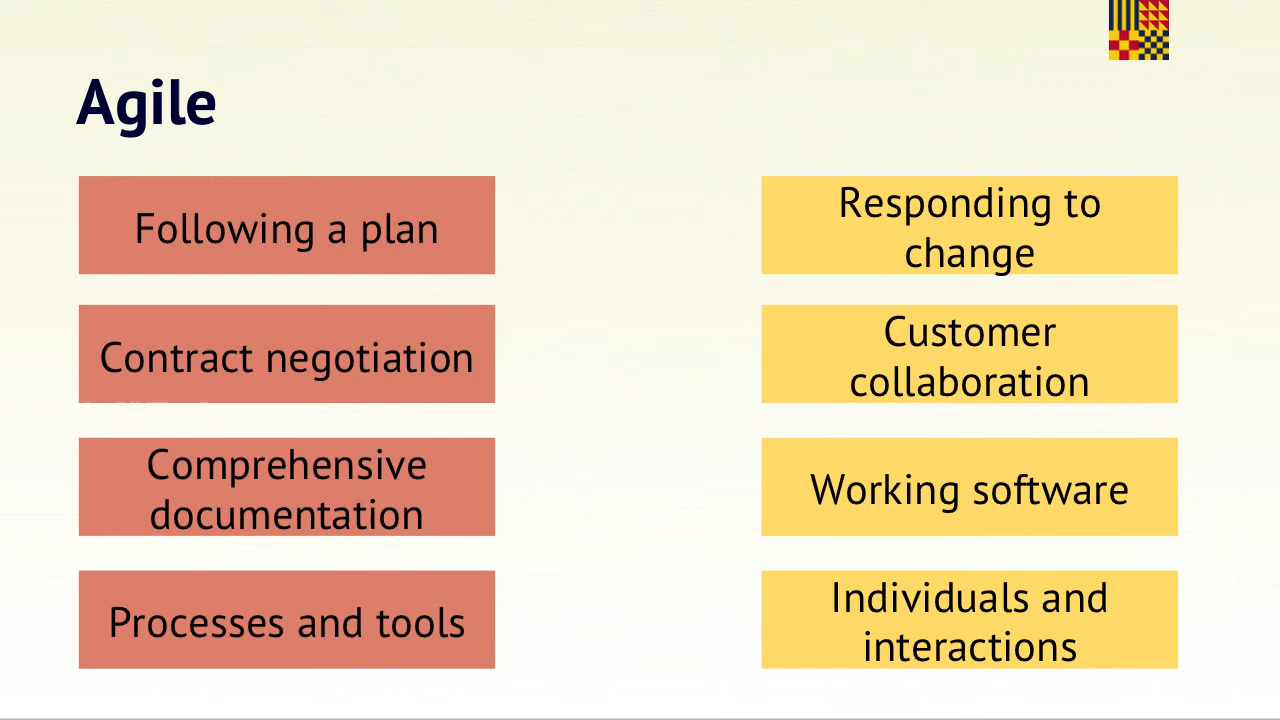 Agile
Following a plan
Responding to
change
Contract negotiation
Customer
collaboration
Comprehensive
documentation
Working software
Processes and tools
Individuals and
interactions